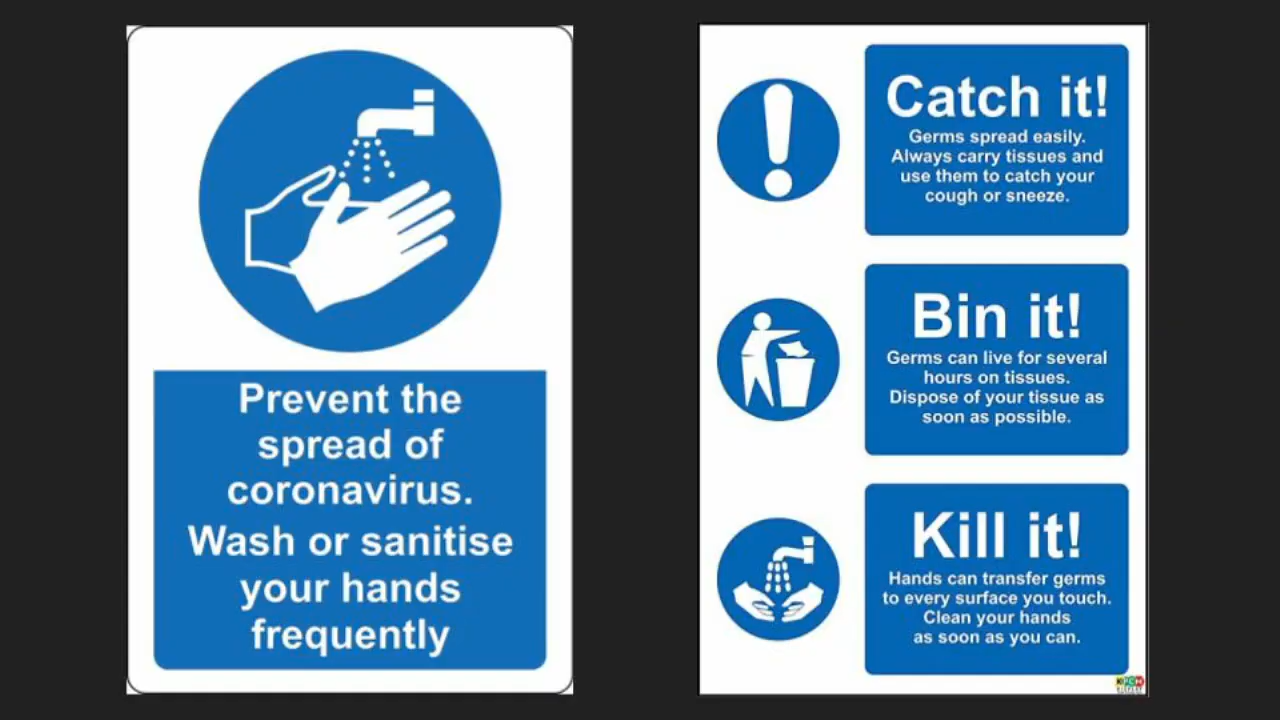 Prevent the
spread of
coronavirus.
Wash or sanitise
your hands
frequently
Catch it!
Germs spread easily.
Always carry tissues and
use them to catch your
cough or sneeze.
Bin it!
Germs can live for several
hours on tissues.
Dispose of your tissue as
soon as possible.
Kill it!
Hands can transfer germs
to every surface you touch.
Clean your hands
as soon as you can.